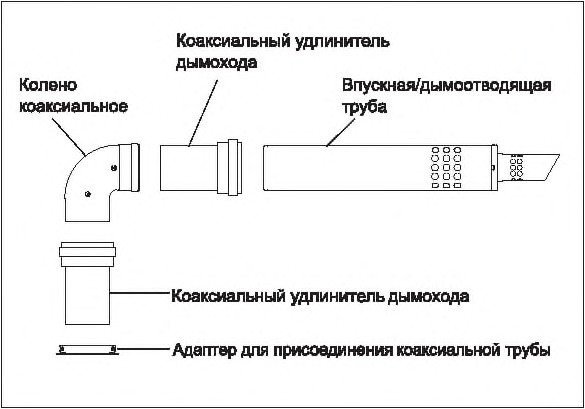 Коаксиальный удлинитель
дымохода
Колено
коаксиальное
Впускная/дымоотводящая
труба
Коаксиальный удлинитель дымохода
Адаптер для присоединения коаксиальной трубы